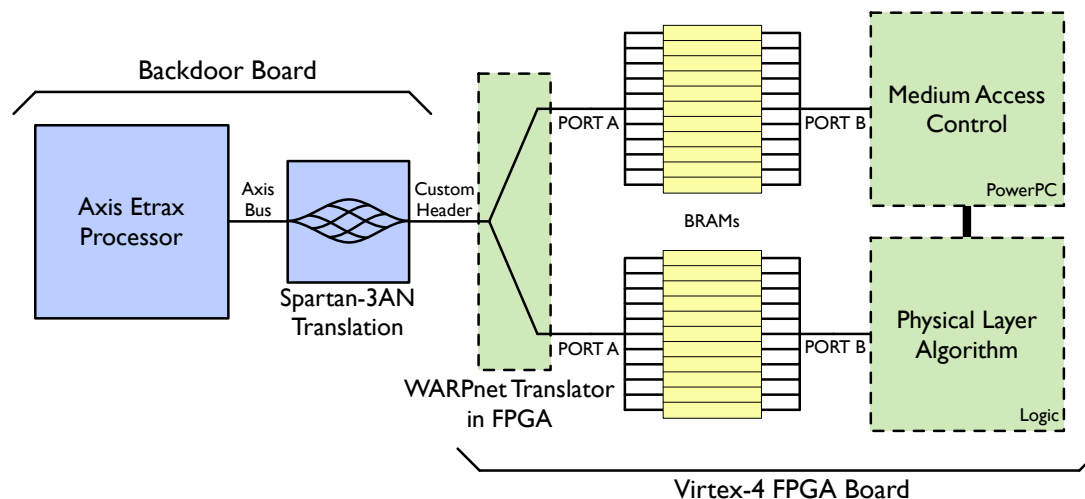 Backdoor Board
Axis Etrax
Processor
Axis
Bus
Spartan-3AN
Translation
Custom
Header
WARPnet Translator
in FPGA
PORT A
PORT B
Medium Access
Control
PowerPC
BRAMs
PORT A
PORT B
Physical Layer
Algorithm
Logic
Virtex-4 FPGA Board